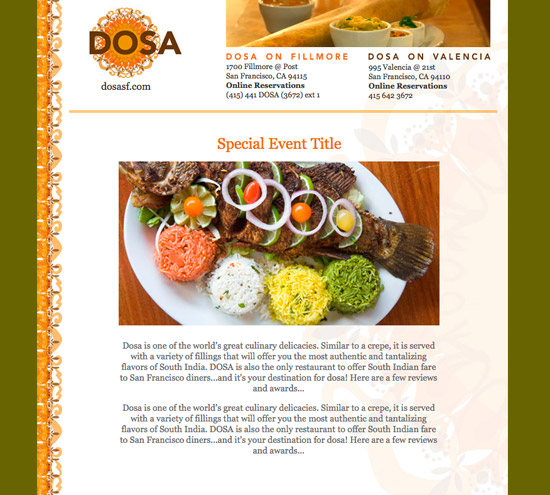 DOSA
dosasf.com
DOSA ON FILLMORE
1700 Fillmore @ Post
San Francisco, CA 94115
Online Reservations
(415) 441 DOSA (3672) ext 1
DOSA ON VALENCIA
995 Valencia @ 21st
San Francisco, CA 94110
Online Reservations
415 642 3672
Special Event Title
Dosa is one of the world's great culinary delicacies. Similar to a crepe, it is served
with a variety of fillings that will offer you the most authentic and tantalizing
flavors of South India. DOSA is also the only restaurant to offer South Indian fare
to San Francisco diners...and it's your destination for dosa! Here are a few reviews
and awards...
Dosa is one of the world's great culinary delicacies. Similar to a crepe, it is served
with a variety of fillings that will offer you the most authentic and tantalizing
flavors of South India. DOSA is also the only restaurant to offer South Indian fare
to San Francisco diners...and it's your destination for dosa! Here are a few reviews
and awards...